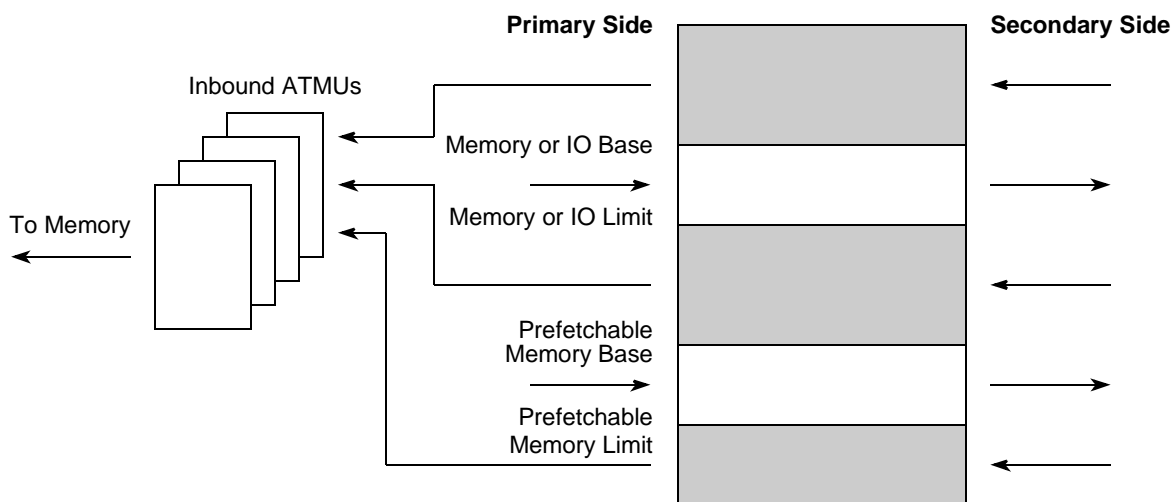 Primary Side
Secondary Side
Inbound ATMUs
Memory or IO Base
Memory or IO Limit
To Memory
Prefetchable
Memory Base
Prefetchable
Memory Limit